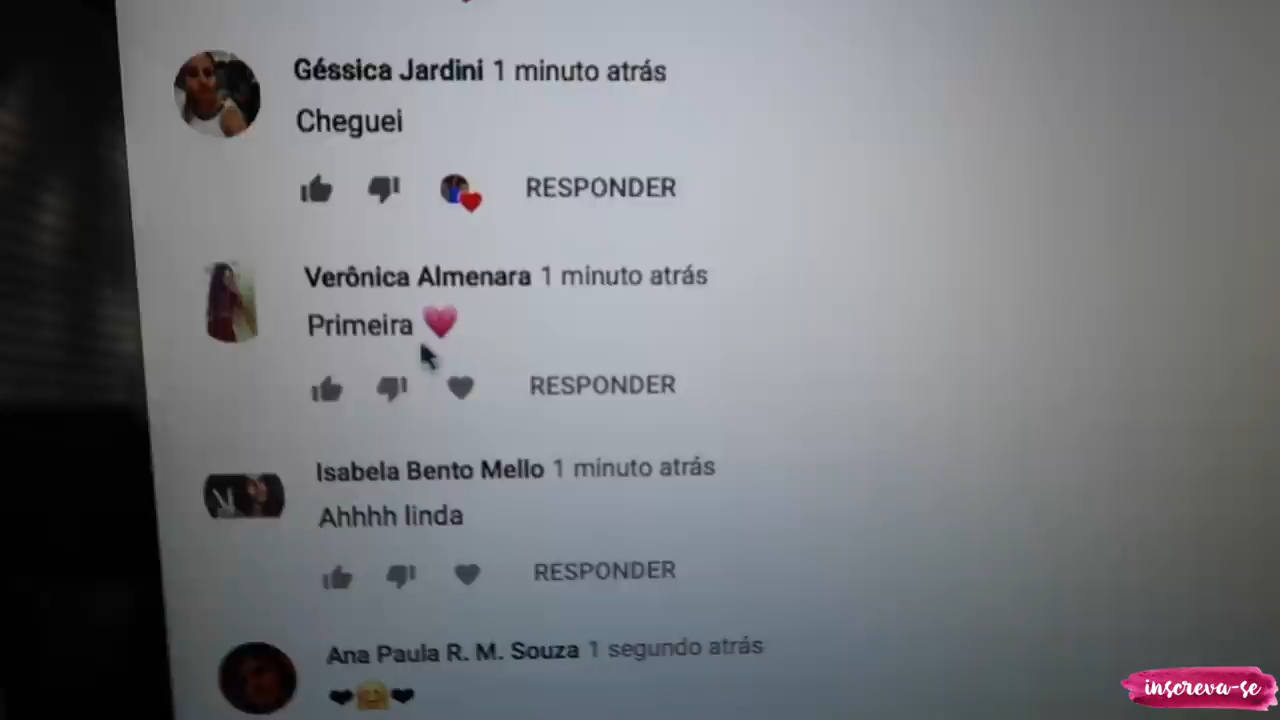 Géssica Jardini 1 minuto atrás
Cheguei
RESPONDER
Verônica Almenara 1 minuto atrás
Primeira 💗
RESPONDER
Isabela Bento Mello 1 minuto atrás
Ahhhh linda
RESPONDER
Ana Paula R. M. Souza 1 segundo atrás
❤🤗❤
inscreva-se